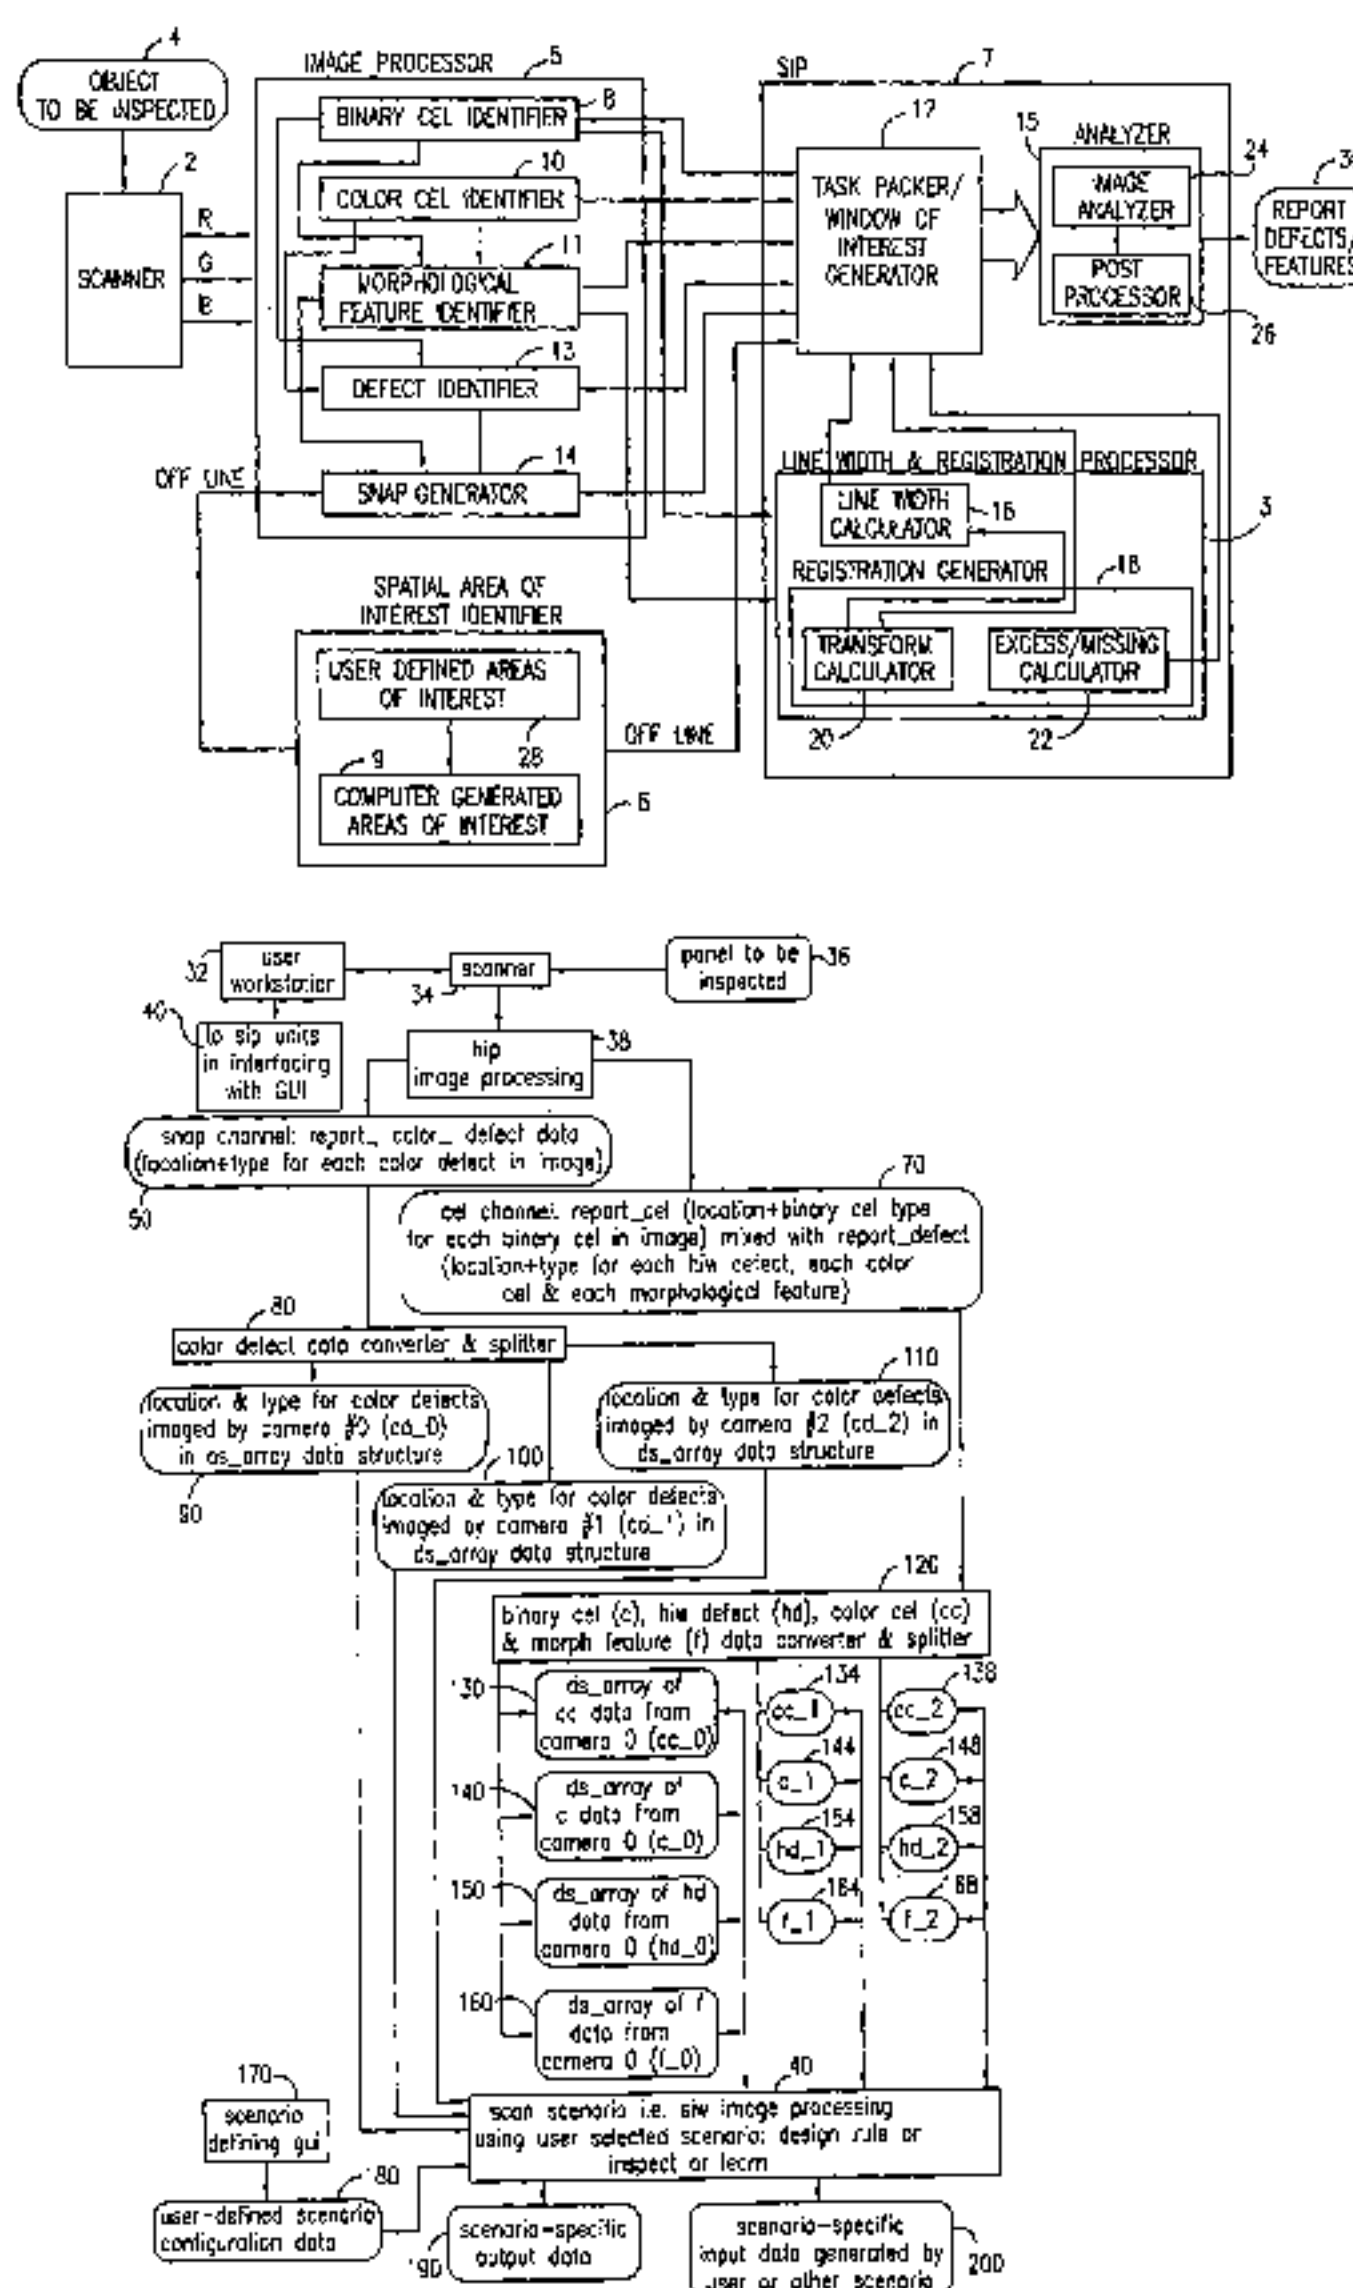 4
OBJECT
TO BE INSPECTED
2
SCANNER
R
G
B
IMAGE PROCESSOR
5
BINARY CEL IDENTIFIER
8
COLOR CEL IDENTIFIER
10
MORPHOLOGICAL
FEATURE IDENTIFIER
11
DEFECT IDENTIFIER
13
SNAP GENERATOR
14
OFF LINE
SIP
7
TASK PACKER/
WINDOW OF
INTEREST
GENERATOR
12
15
ANALYZER
IMAGE
ANALYZER
24
POST
PROCESSOR
26
REPORT
DEFECTS/
FEATURES
LINE WIDTH & REGISTRATION PROCESSOR
3
LINE WIDTH
CALCULATOR
16
REGISTRATION GENERATOR
18
TRANSFORM
CALCULATOR
20
EXCESS/MISSING
CALCULATOR
22
SPATIAL AREA OF
INTEREST IDENTIFIER
USER DEFINED AREAS
OF INTEREST
28
9
COMPUTER GENERATED
AREAS OF INTEREST
6
OFF LINE
32
user
workstation
scanner
34
panel to be
inspected
36
40
to sip units
in interfacing
with GUI
hip
image processing
38
snap channel: report_ color_ defect data
(location+type for each color defect in image)
70
cel channel: report_cel (location+binary cel type
for each binary cel in image) mixed with report_defect
(location+type for each hiw defect, each color
cel & each morphological feature)
80
color defect data converter & splitter
location & type for color defects
imaged by camera #0 (cd_0)
in ds_array data structure
90
100
location & type for color defects
imaged by camera #1 (cd_1) in
ds_array data structure
110
location & type for color defects
imaged by camera #2 (cd_2) in
ds_array data structure
120
binary cel (c), hiw defect (hd), color cel (cc)
& morph feature (f) data converter & splitter
130
ds_array of
cc data from
camera 0 (cc_0)
134
cc_1
138
cc_2
140
ds_array of
c data from
camera 0 (c_0)
144
c_1
148
c_2
150
ds_array of hd
data from
camera 0 (hd_0)
154
hd_1
158
hd_2
160
ds_array of f
data from
camera 0 (f_0)
164
f_1
168
f_2
40
scan scenario i.e. siw image processing
using user selected scenario: design rule or
inspect or learn
170
scenario
defining gui
180
user-defined scenario
configuration data
190
scenario-specific
output data
scenario-specific
input data generated by
user or other scenario
200